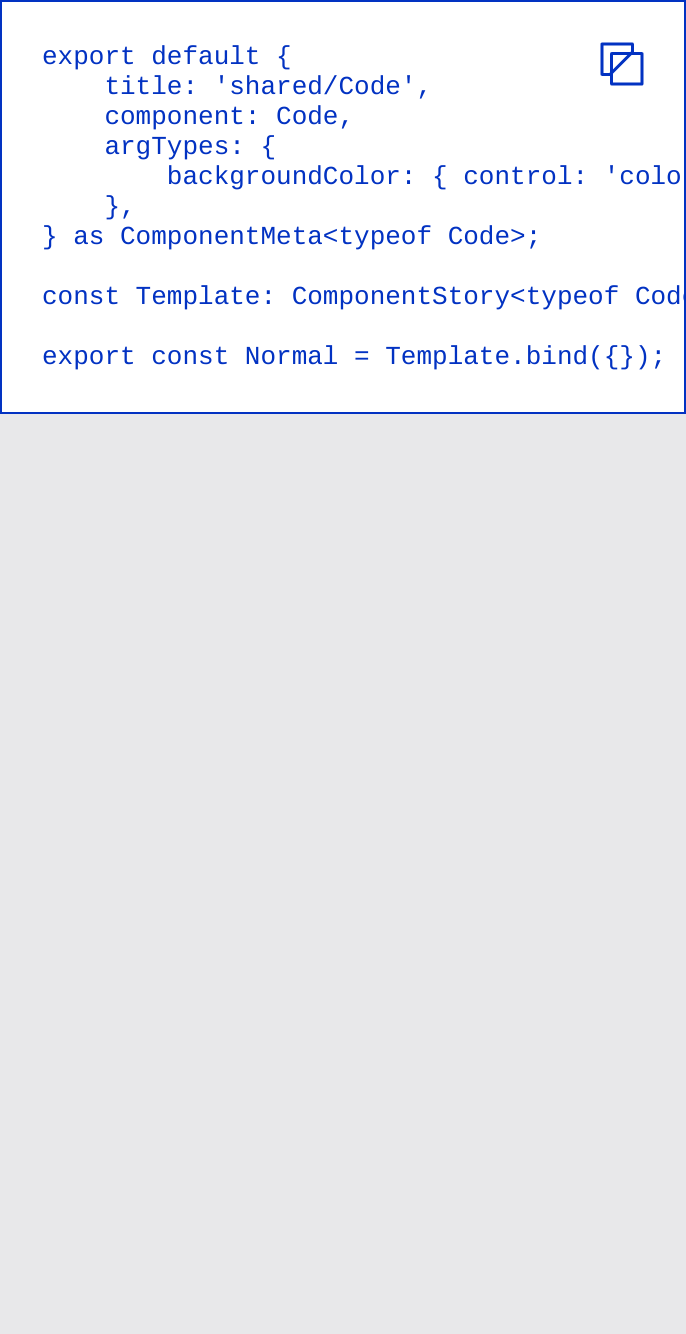 export default {
    title: 'shared/Code',
    component: Code,
    argTypes: {
        backgroundColor: { control: 'colo
    },
} as ComponentMeta<typeof Code>;

const Template: ComponentStory<typeof Code

export const Normal = Template.bind({});